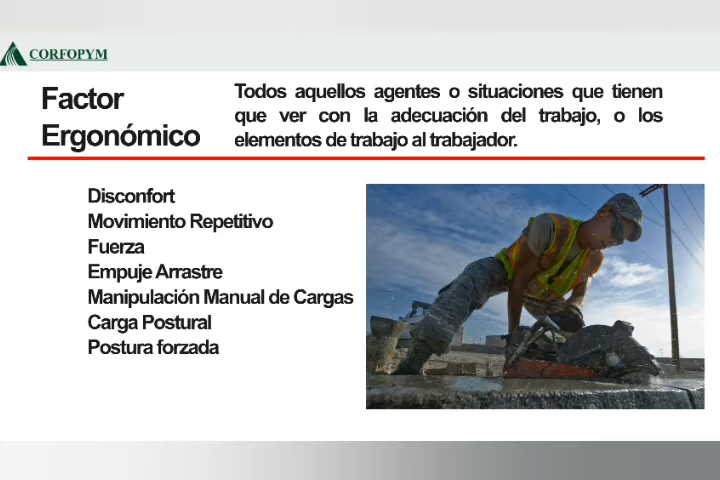 CORFOPYM
Factor
Ergonómico
Todos aquellos agentes o situaciones que tienen
que ver con la adecuación del trabajo, o los
elementos de trabajo al trabajador.
Disconfort
Movimiento Repetitivo
Fuerza
Empuje Arrastre
Manipulación Manual de Cargas
Carga Postural
Postura forzada